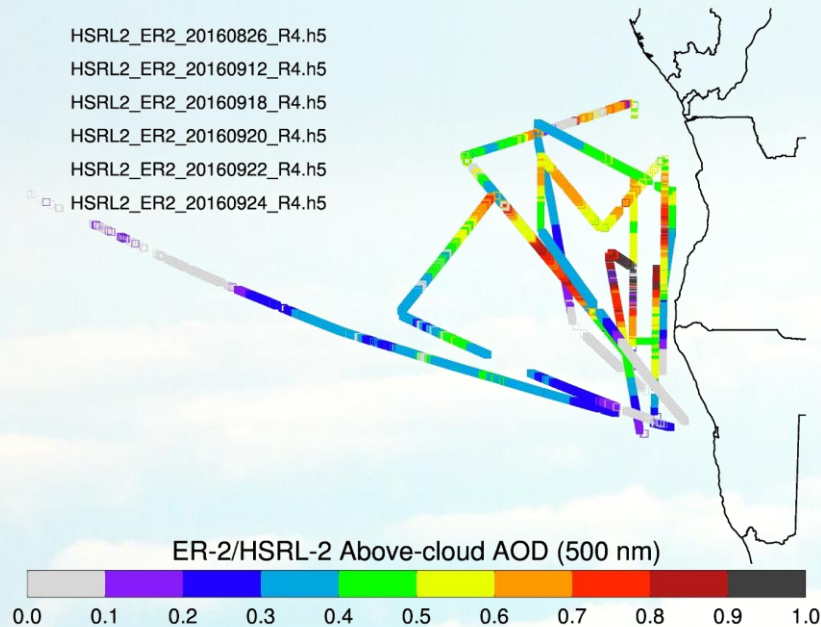 HSRL2_ER2_20160826_R4.h5
HSRL2_ER2_20160912_R4.h5
HSRL2_ER2_20160918_R4.h5
HSRL2_ER2_20160920_R4.h5
HSRL2_ER2_20160922_R4.h5
HSRL2_ER2_20160924_R4.h5
ER-2/HSRL-2 Above-cloud AOD (500 nm)
0.0 0.1 0.2 0.3 0.4 0.5 0.6 0.7 0.8 0.9 1.0